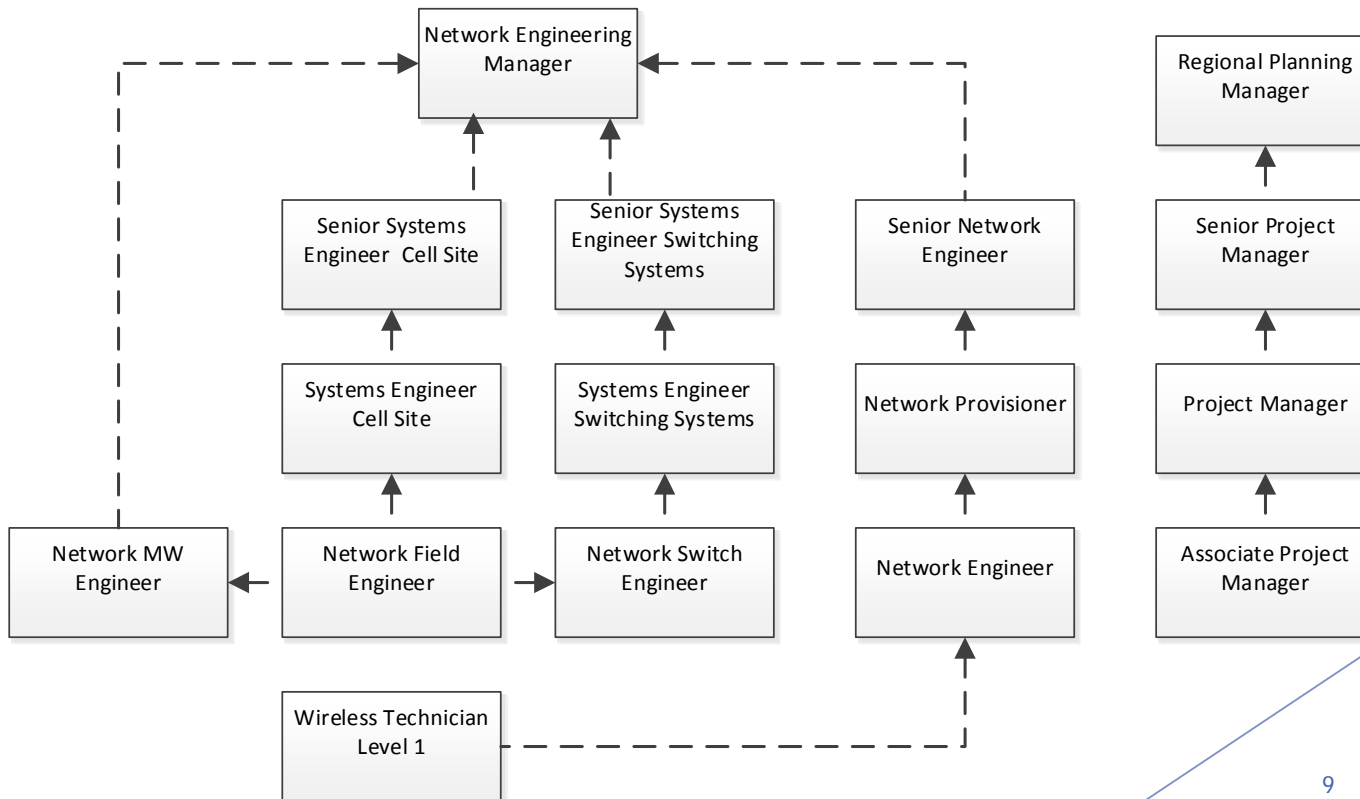 Network Engineering
Manager
Regional Planning
Manager
Senior Systems
Engineer  Cell Site
Senior Systems
Engineer Switching
Systems
Senior Network
Engineer
Senior Project
Manager
Systems Engineer
Cell Site
Systems Engineer
Switching Systems
Network Provisioner
Project Manager
Network MW
Engineer
Network Field
Engineer
Network Switch
Engineer
Network Engineer
Associate Project
Manager
Wireless Technician
Level 1
9